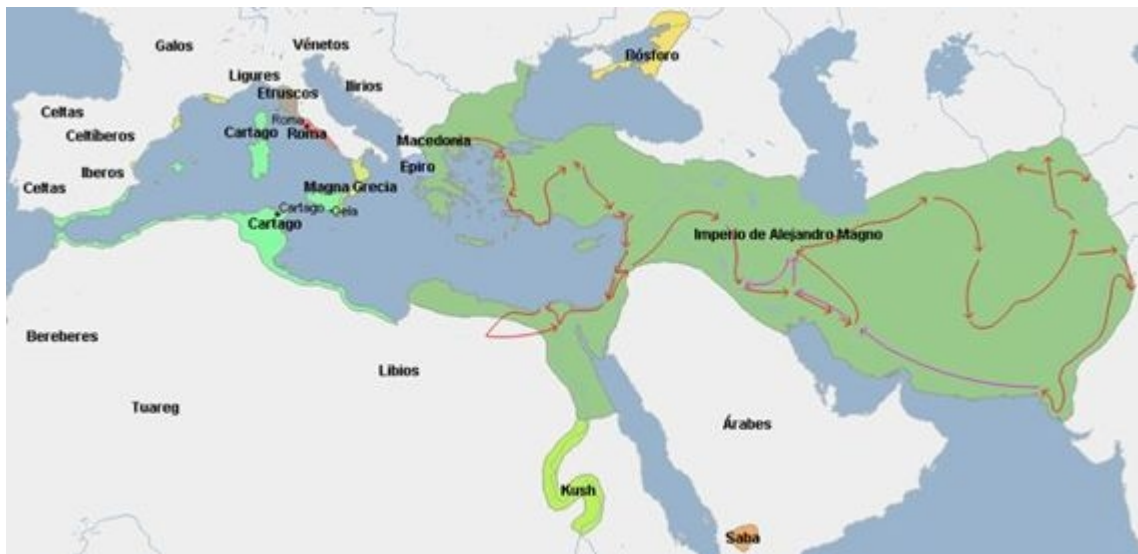 Galos
Vénetos
Bósforo
Ligures
Ilirios
Etruscos
Celtas
Roma
Cartago
Roma
Celtíberos
Macedonia
Epiro
Iberos
Celtas
Magna Grecia
Cartago
Gela
Cartago
Imperio de Alejandro Magno
Bereberes
Libios
Tuareg
Árabes
Kush
Saba